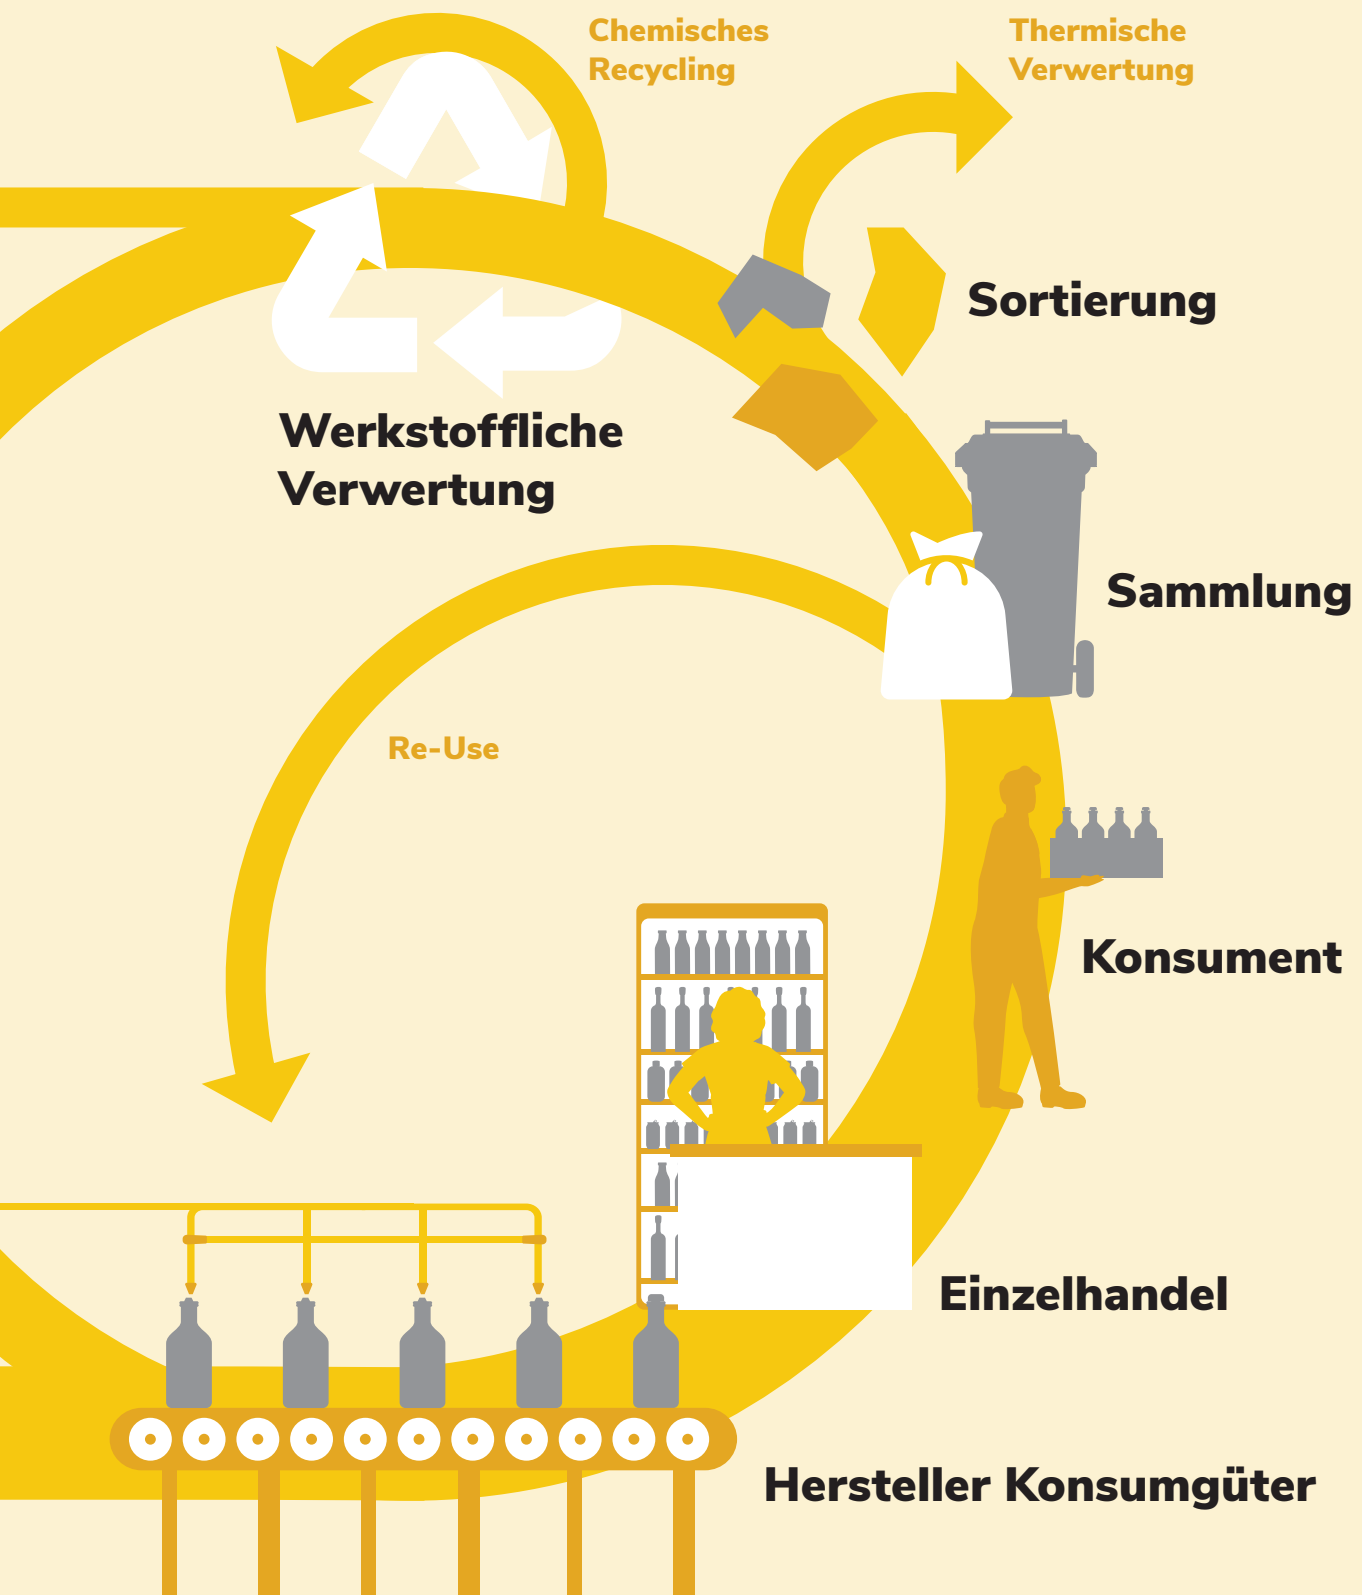 Chemisches
Recycling
Thermische
Verwertung
Sortierung
Werkstoffliche
Verwertung
Sammlung
Re-Use
Konsument
Einzelhandel
Hersteller Konsumgüter